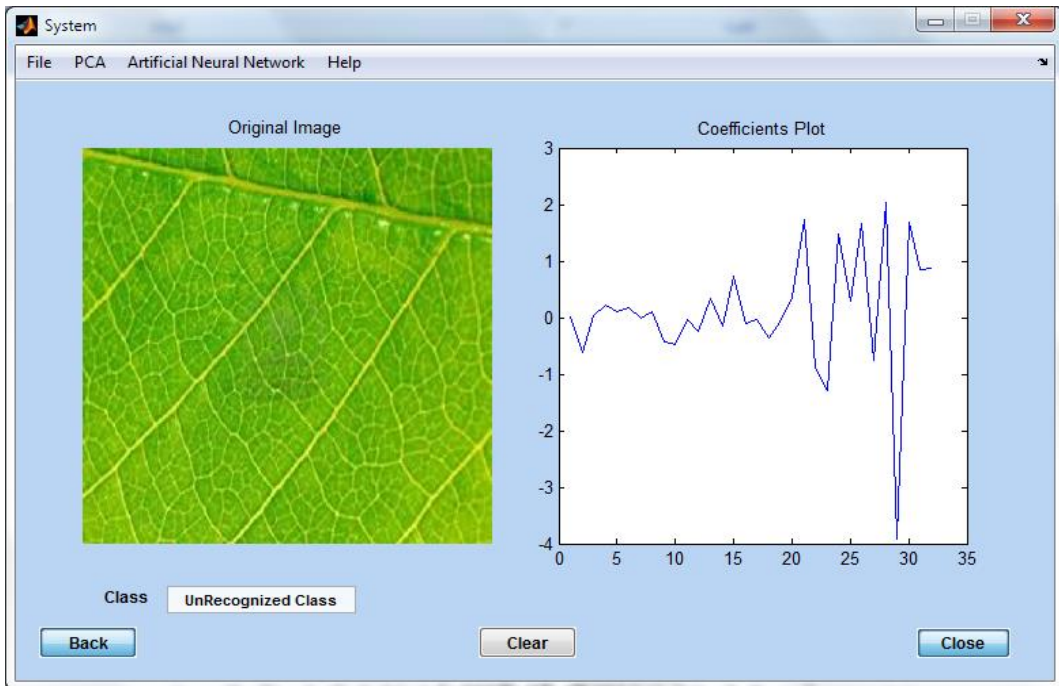 System
File PCA Artificial Neural Network Help
Original Image
Coefficients Plot
3
2
1
0
-1
-2
-3
-4
0 5 10 15 20 25 30 35
Class UnRecognized Class
Back Clear Close